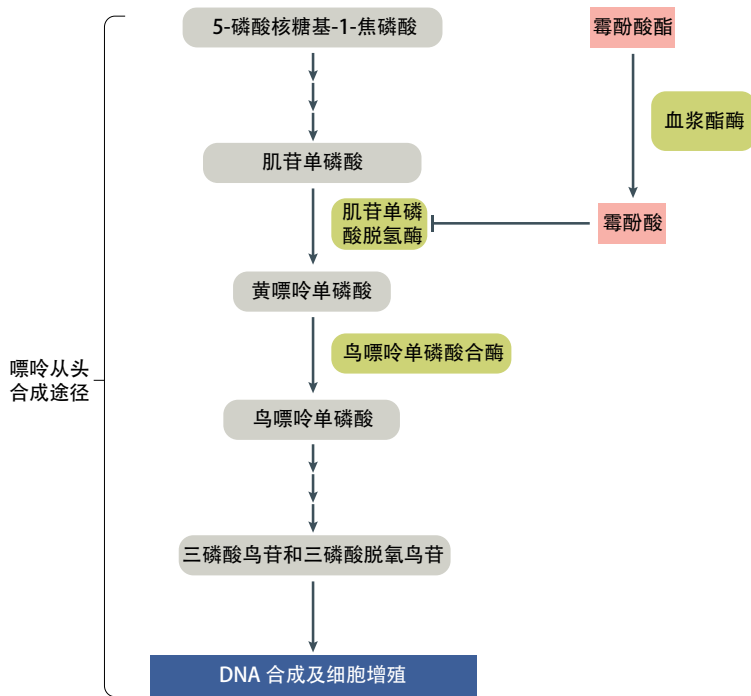 5-磷酸核糖基-1-焦磷酸
霉酚酸酯
血浆酯酶
肌苷单磷酸
肌苷单磷
酸脱氢酶
霉酚酸
黄嘌呤单磷酸
鸟嘌呤单磷酸合酶
嘌呤从头
合成途径
鸟嘌呤单磷酸
三磷酸鸟苷和三磷酸脱氧鸟苷
DNA 合成及细胞增殖